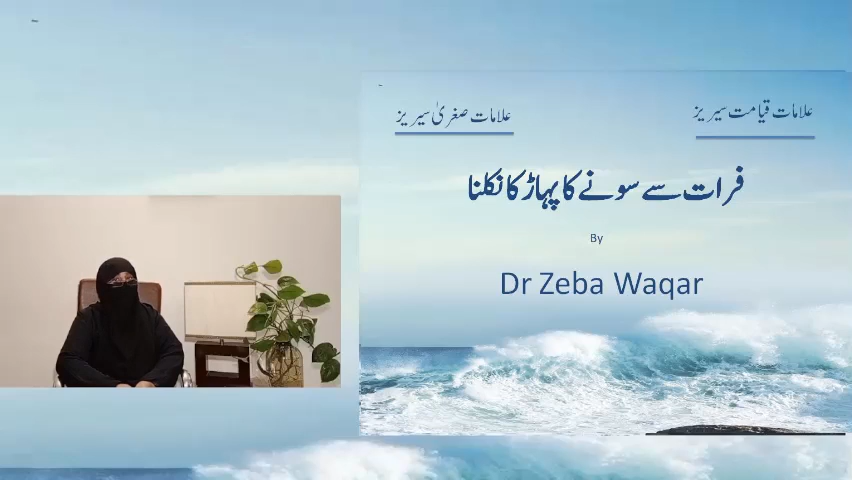 علامات قیامت سیریز
علامات صغریٰ سیریز
فرات سے سونے کا پہاڑ کا نکلنا
By
Dr Zeba Waqar